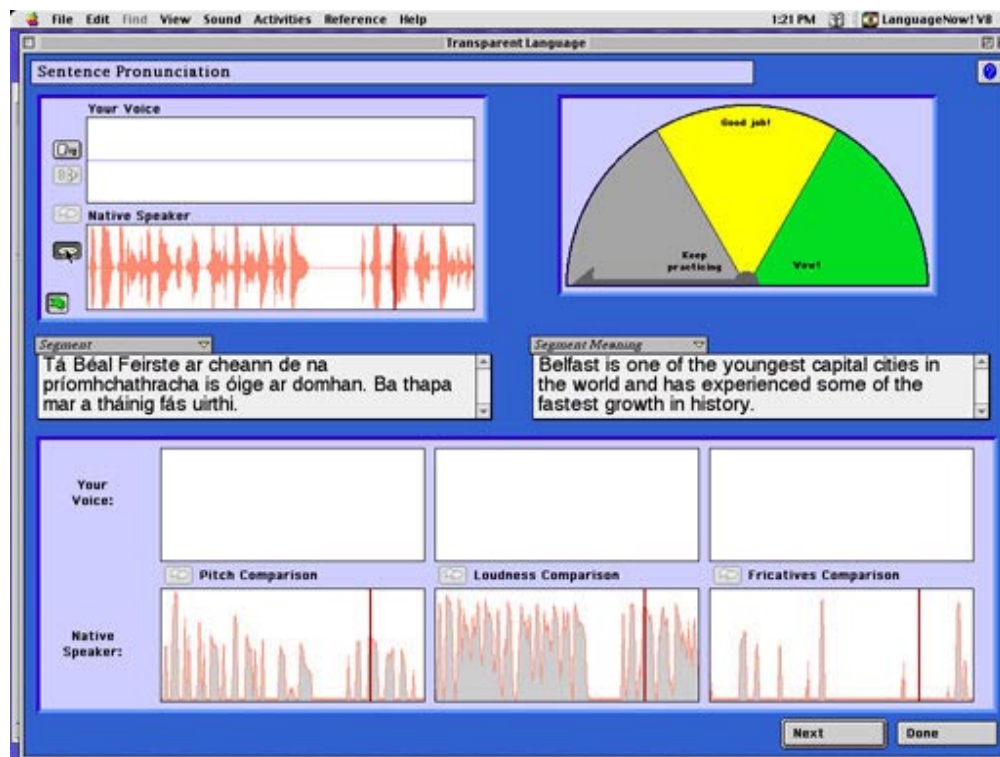 File Edit Find View Sound Activities Reference Help 1:21 PM LanguageNow! V8
Transparent Language
Sentence Pronunciation
Your Voice
Native Speaker
Good job!
Keep
practicing
Wow!
Segment
Tá Béal Feirste ar cheann de na
príomhchathracha is óige ar domhan. Ba thapa
mar a tháinig fás uirthi.
Segment Meaning
Belfast is one of the youngest capital cities in
the world and has experienced some of the
fastest growth in history.
Your
Voice:
Pitch Comparison
Loudness Comparison
Fricatives Comparison
Native
Speaker:
Next
Done